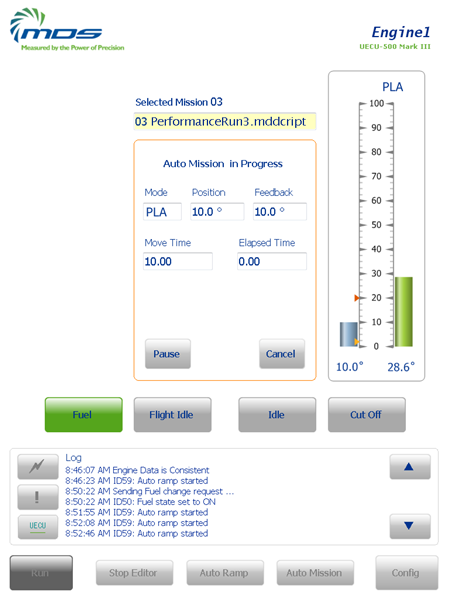 MDS
Measured by the Power of Precision
Engine1
UECU-500 Mark III
Selected Mission 03
03 PerformanceRun3.mddcript
Auto Mission in Progress
Mode Position Feedback
PLA 10.0 ° 10.0 °
Move Time Elapsed Time
10.00 0.00
Pause Cancel
PLA
100
90
80
70
60
50
40
30
20
10
0
10.0° 28.6°
Fuel Flight Idle Idle Cut Off
Log
8:46:07 AM Engine Data is Consistent
8:46:23 AM ID59: Auto ramp started
8:50:22 AM Sending Fuel change request ...
8:50:22 AM ID50: Fuel state set to ON
8:51:55 AM ID59: Auto ramp started
8:52:08 AM ID59: Auto ramp started
8:52:46 AM ID59: Auto ramp started
!
UECU
Run Stop Editor Auto Ramp Auto Mission Config